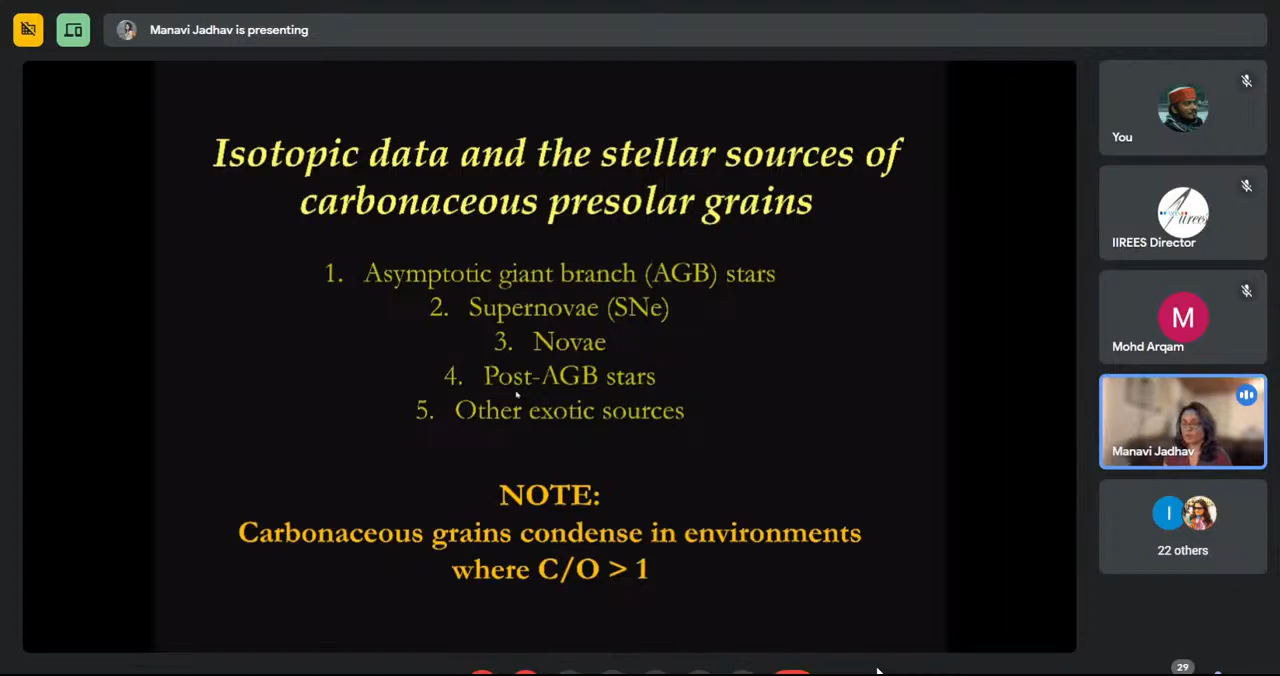 Manavi Jadhav is presenting
Isotopic data and the stellar sources of
carbonaceous presolar grains
1. Asymptotic giant branch (AGB) stars
2. Supernovae (SNe)
3. Novae
4. Post-AGB stars
5. Other exotic sources
NOTE:
Carbonaceous grains condense in environments
where C/O > 1
You
iirees
IIREES Director
M
Mohd Arqam
Manavi Jadhav
I
22 others
29